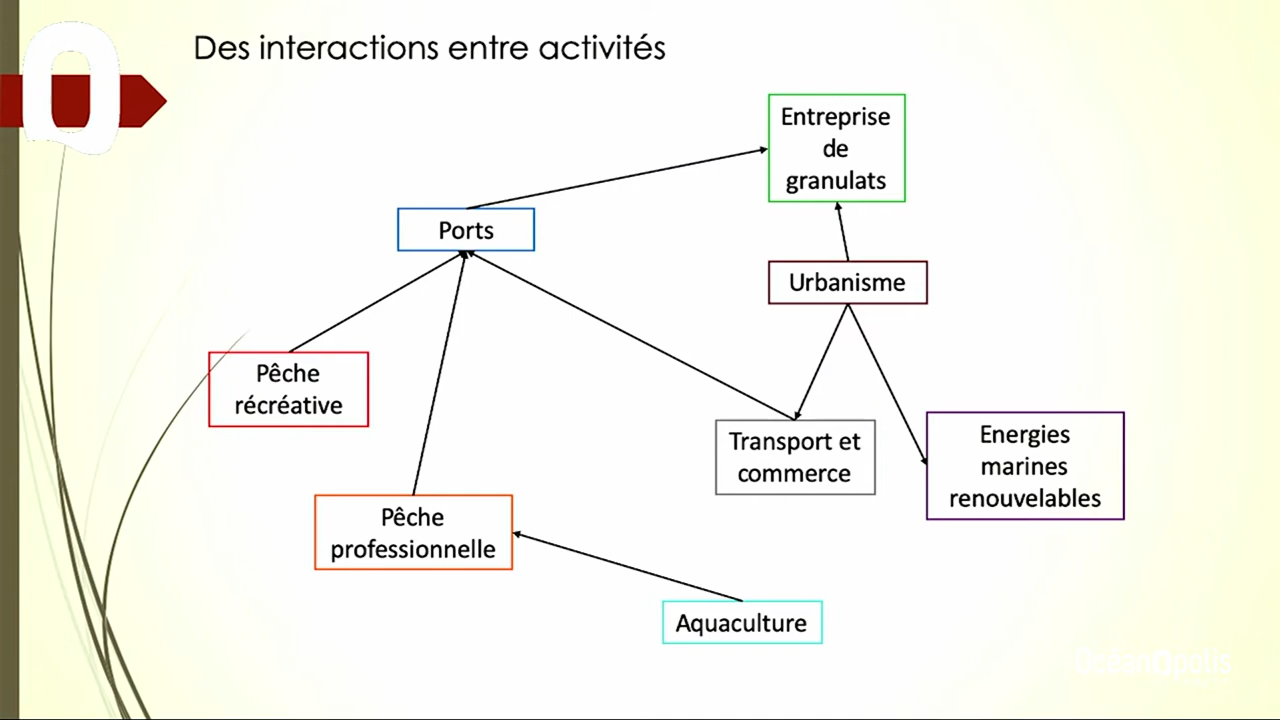 Des interactions entre activités
Entreprise
de
granulats
Ports
Urbanisme
Pêche
récréative
Transport et
commerce
Energies
marines
renouvelables
Pêche
professionnelle
Aquaculture
OcéanOpolis